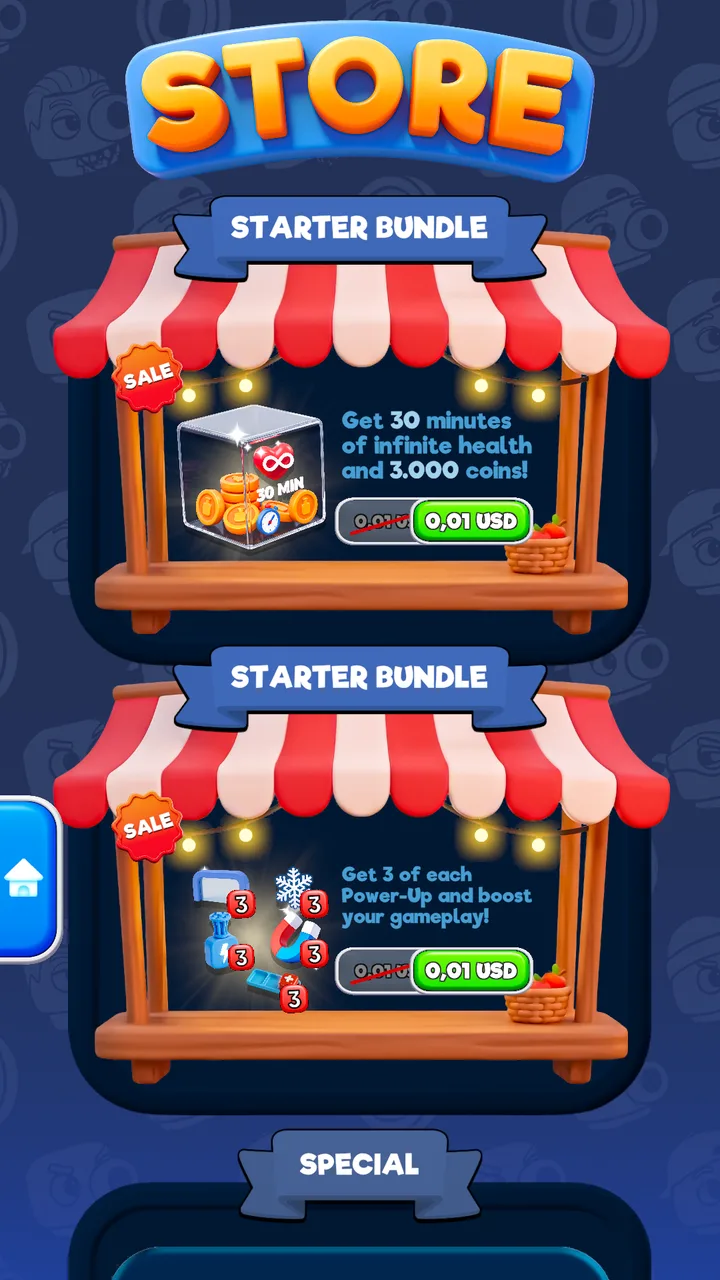 STORE
STARTER BUNDLE
SALE
30 MIN
Get 30 minutes
of infinite health
and 3.000 coins!
0,01 USD
STARTER BUNDLE
SALE
3
3
3
3
3
Get 3 of each
Power-Up and boost
your gameplay!
0,01 USD
SPECIAL